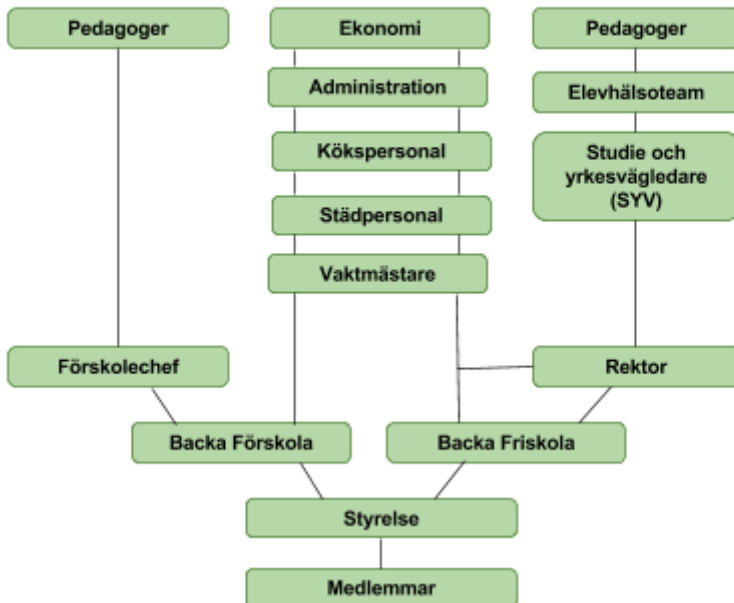 Pedagoger
Ekonomi
Pedagoger
Administration
Elevhälsoteam
Kökspersonal
Studie och
yrkesvägledare
(SYV)
Städpersonal
Vaktmästare
Förskolechef
Rektor
Backa Förskola
Backa Friskola
Styrelse
Medlemmar